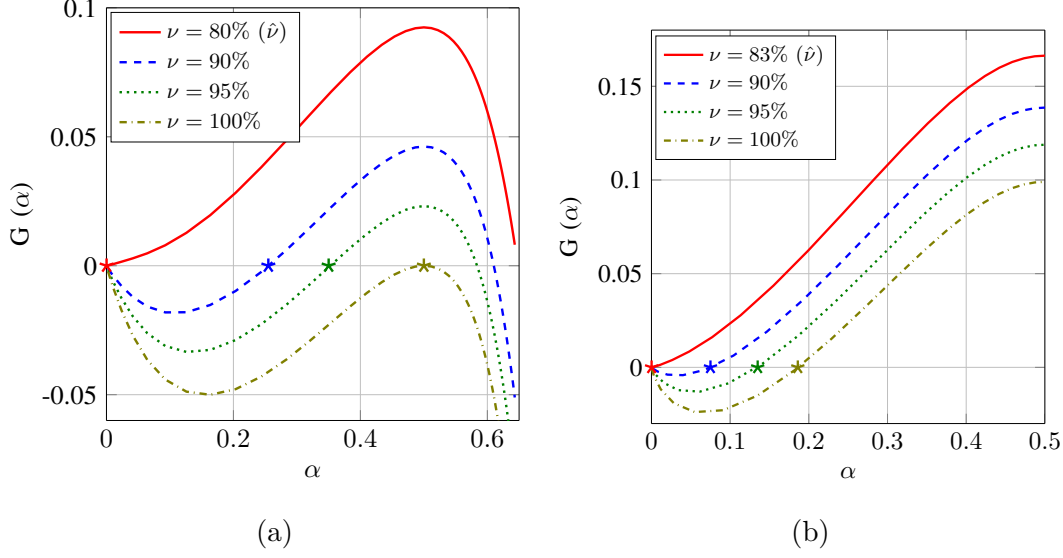 0.1
0.05
0
-0.05
0
0.2
0.4
0.6
G (α)
α
ν = 80% (ν̂)
ν = 90%
ν = 95%
ν = 100%
(a)
0.15
0.1
0.05
0
0
0.1
0.2
0.3
0.4
0.5
G (α)
α
ν = 83% (ν̂)
ν = 90%
ν = 95%
ν = 100%
(b)